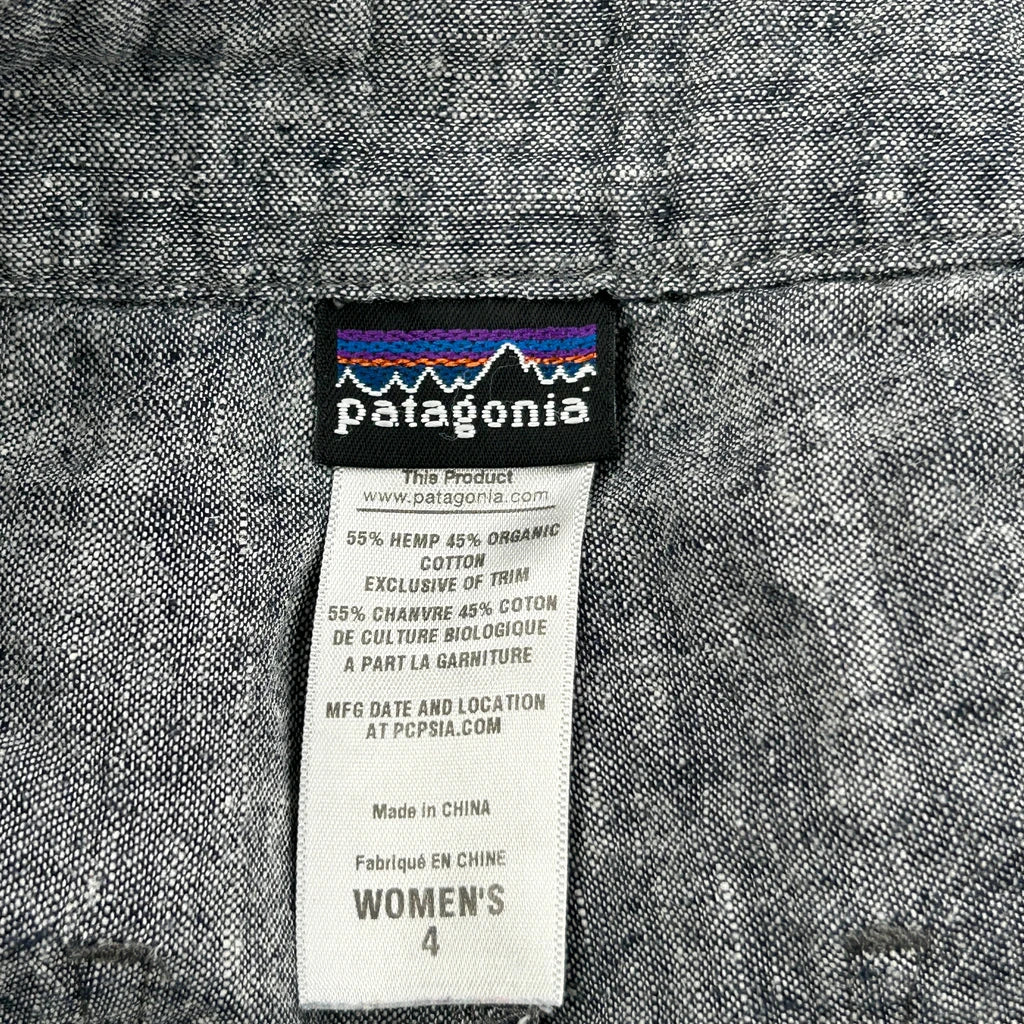 patagonia
This Product
www.patagonia.com
55% HEMP 45% ORGANIC
COTTON
EXCLUSIVE OF TRIM
55% CHANVRE 45% COTON
DE CULTURE BIOLOGIQUE
A PART LA GARNITURE
MFG DATE AND LOCATION
AT PCPSIA.COM
Made in CHINA
Fabriqué EN CHINE
WOMEN'S
4